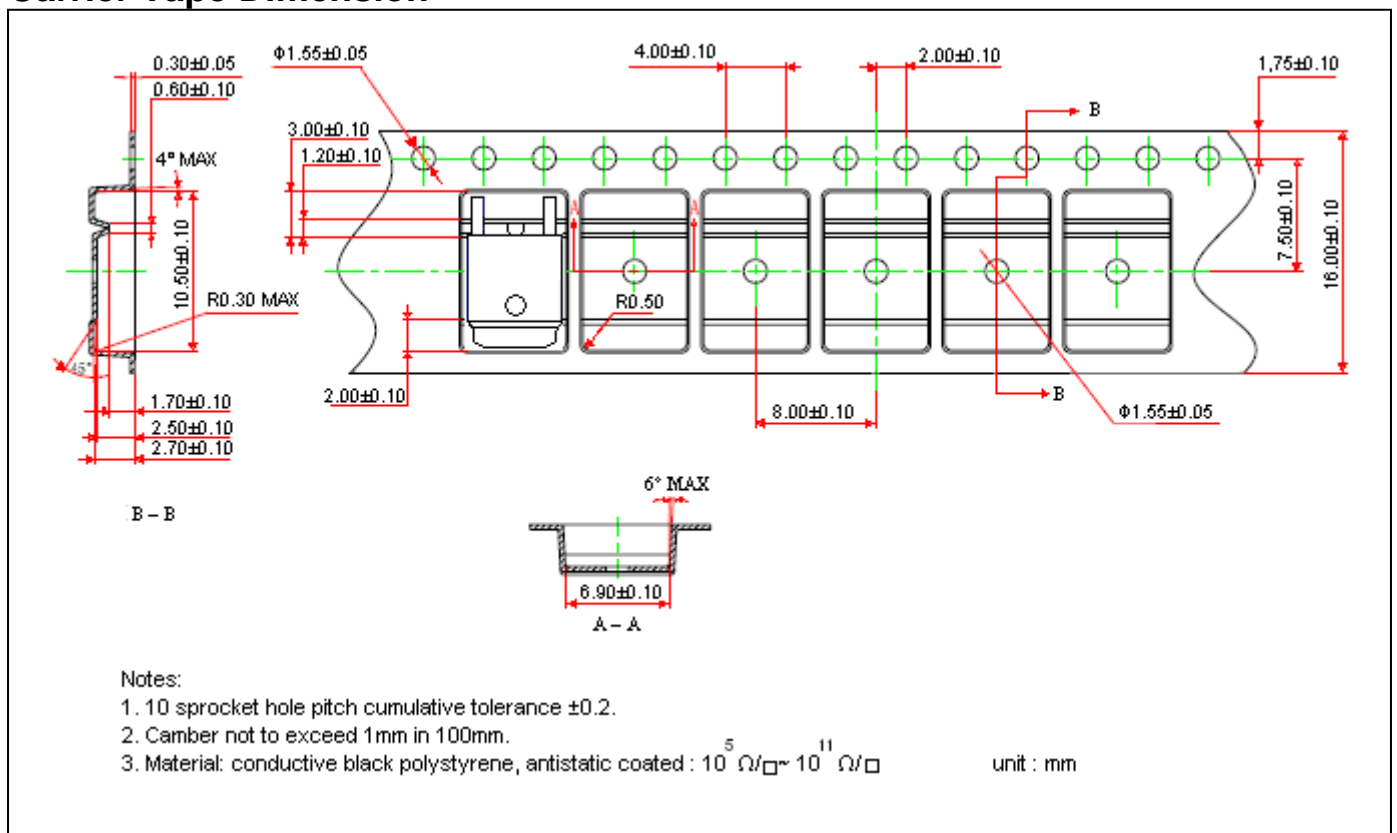 Carrier Tape Dimension
0.30±0.05
0.60±0.10
Φ1.55±0.05
4.00±0.10
2.00±0.10
1,75±0.10
B
3.00±0.10
1.20±0.10
4° MAX
A
A
10.50±0.10
7.50±0.10
16.00±0.10
R0.30 MAX
R0.50
45°
2.00±0.10
1.70±0.10
2.50±0.10
2.70±0.10
8.00±0.10
B
Φ1.55±0.05
B – B
6° MAX
6.90±0.10
A – A
Notes:
1. 10 sprocket hole pitch cumulative tolerance ±0.2.
2. Camber not to exceed 1mm in 100mm.
3. Material: conductive black polystyrene, antistatic coated : 10⁵ Ω/□~ 10¹¹ Ω/□ unit : mm